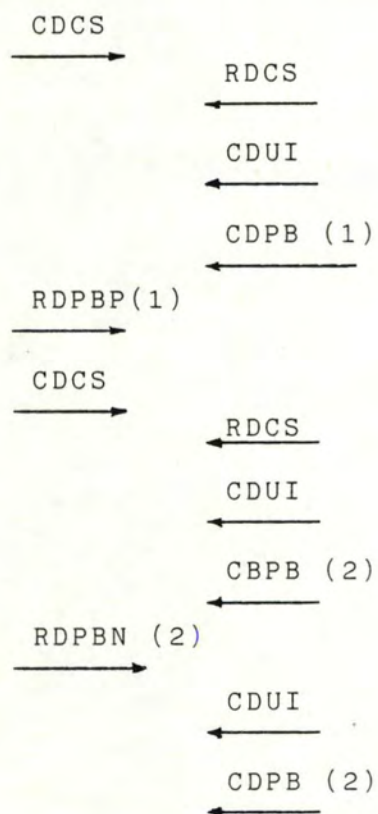 CDCS
RDCS
CDUI
CDPB (1)
RDPBP(1)
CDCS
RDCS
CDUI
CBPB (2)
RDPBN (2)
CDUI
CDPB (2)